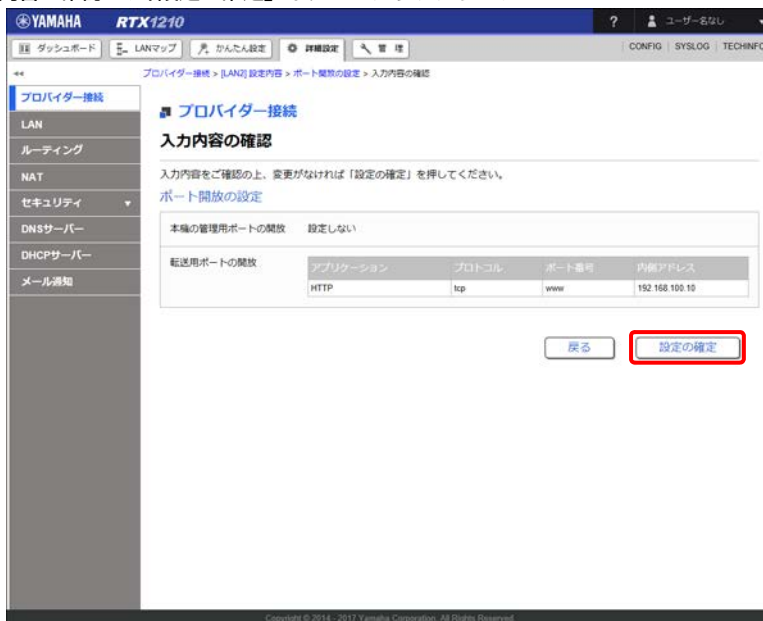 YAMAHA RTX1210 ? ユーザー名なし
ダッシュボード LANマップ かんたん設定 詳細設定 管理 CONFIG SYSLOG TECHINFO
<< プロバイダー接続 > [LAN2] 設定内容 > ポート開放の設定 > 入力内容の確認
プロバイダー接続
LAN
ルーティング
NAT
セキュリティ
DNSサーバー
DHCPサーバー
メール通知
プロバイダー接続
入力内容の確認
入力内容をご確認の上、変更がなければ「設定の確定」を押してください。
ポート開放の設定
本機の管理用ポートの開放 設定しない
転送用ポートの開放
アプリケーション プロトコル ポート番号 内側アドレス
HTTP tcp www 192.168.100.10
戻る 設定の確定
Copyright © 2014 - 2017 Yamaha Corporation. All Rights Reserved.